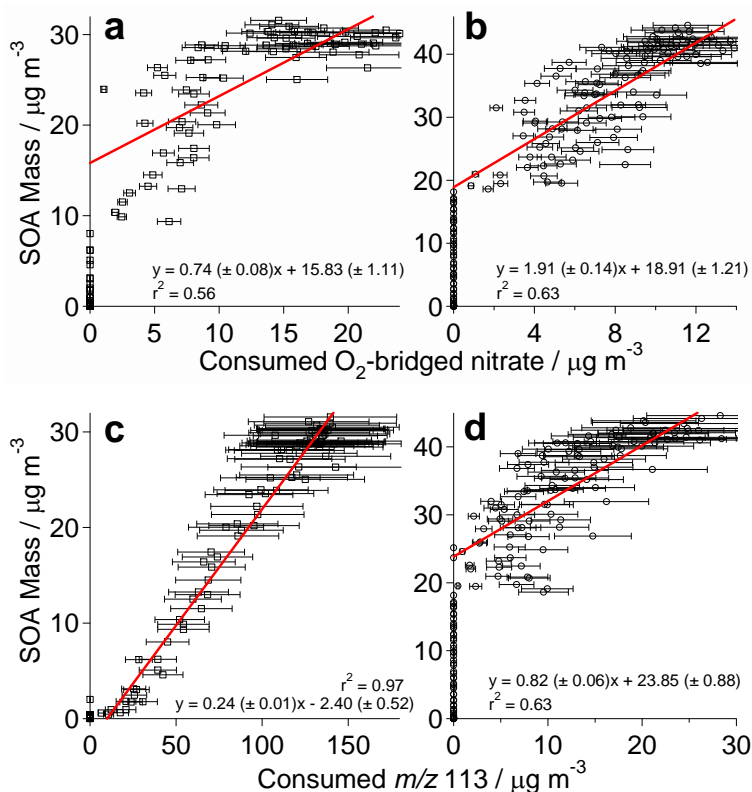 a
b
SOA Mass / μg m⁻³
30
20
10
0
40
30
20
10
0
y = 0.74 (± 0.08)x + 15.83 (± 1.11)
r² = 0.56
y = 1.91 (± 0.14)x + 18.91 (± 1.21)
r² = 0.63
0 5 10 15 20
0 4 8 12
Consumed O₂-bridged nitrate / μg m⁻³
c
d
SOA Mass / μg m⁻³
30
20
10
0
40
30
20
10
0
r² = 0.97
y = 0.24 (± 0.01)x - 2.40 (± 0.52)
y = 0.82 (± 0.06)x + 23.85 (± 0.88)
r² = 0.63
0 50 100 150
0 10 20 30
Consumed m/z 113 / μg m⁻³